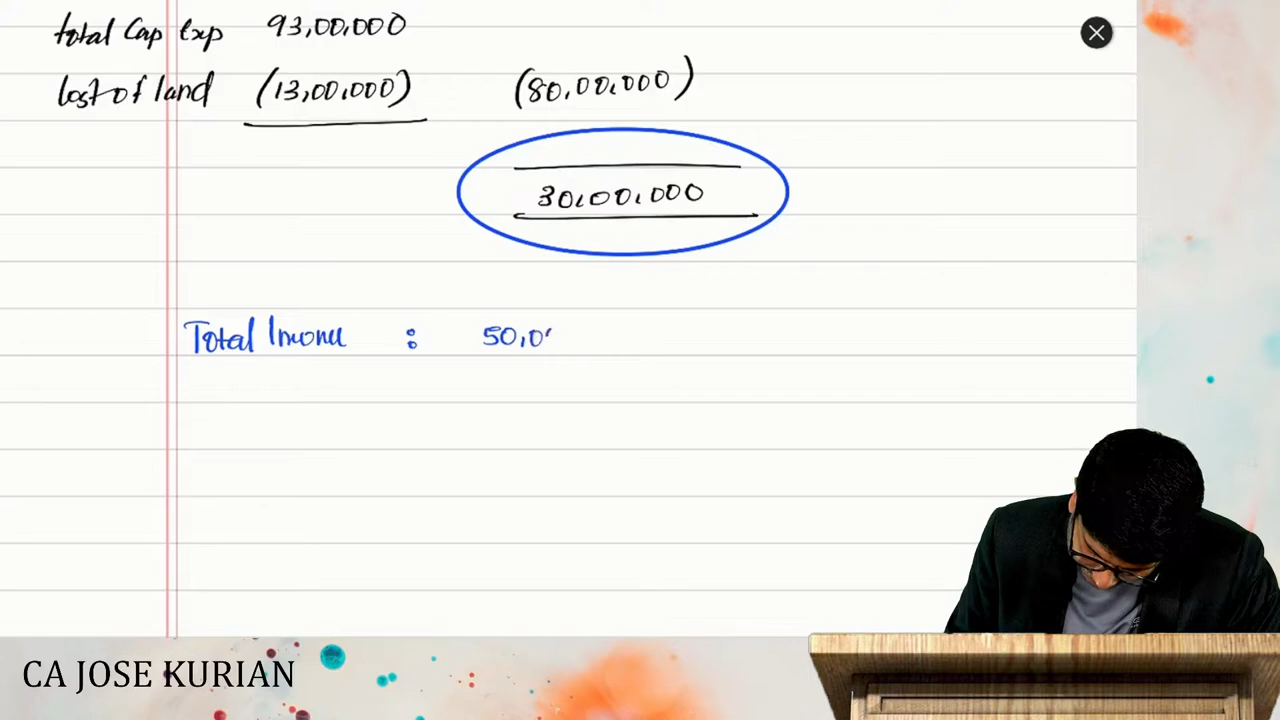 total Cap Exp 93,00,000
Cost of land (13,00,000) (80,00,000)
30,00,000
Total Income : 50,0
CA JOSE KURIAN